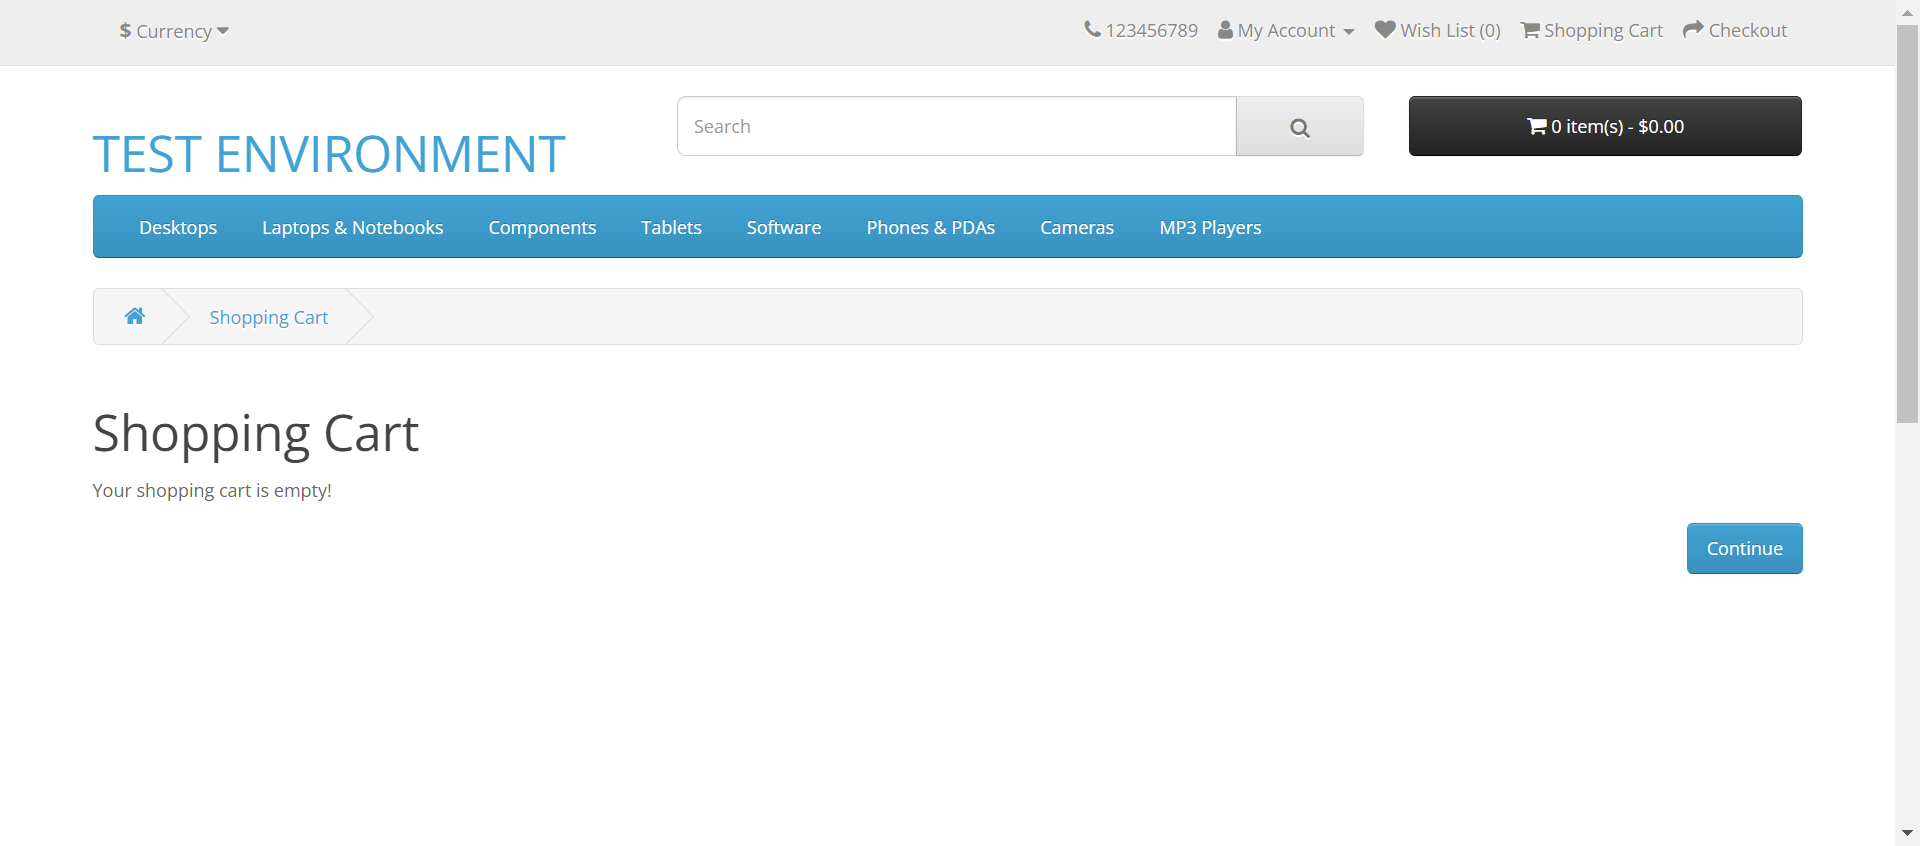 $ Currency
123456789 My Account Wish List (0) Shopping Cart Checkout
TEST ENVIRONMENT
Search
0 item(s) - $0.00
Desktops Laptops & Notebooks Components Tablets Software Phones & PDAs Cameras MP3 Players
Shopping Cart
Shopping Cart
Your shopping cart is empty!
Continue